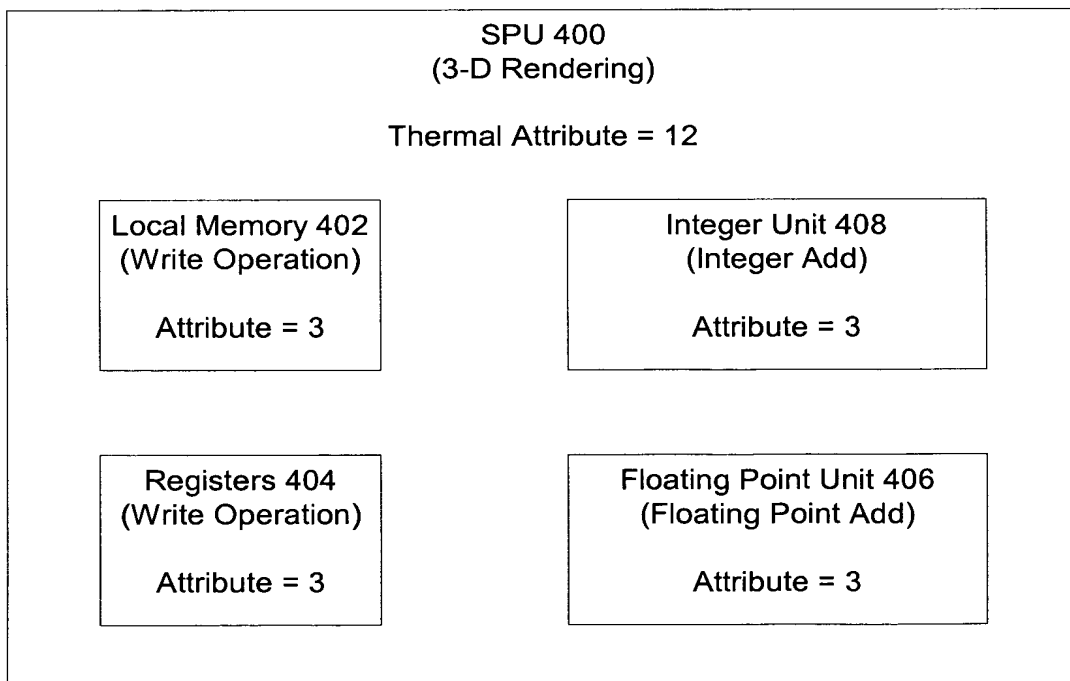 SPU 400
(3-D Rendering)
Thermal Attribute = 12
Local Memory 402
(Write Operation)
Attribute = 3
Integer Unit 408
(Integer Add)
Attribute = 3
Registers 404
(Write Operation)
Attribute = 3
Floating Point Unit 406
(Floating Point Add)
Attribute = 3